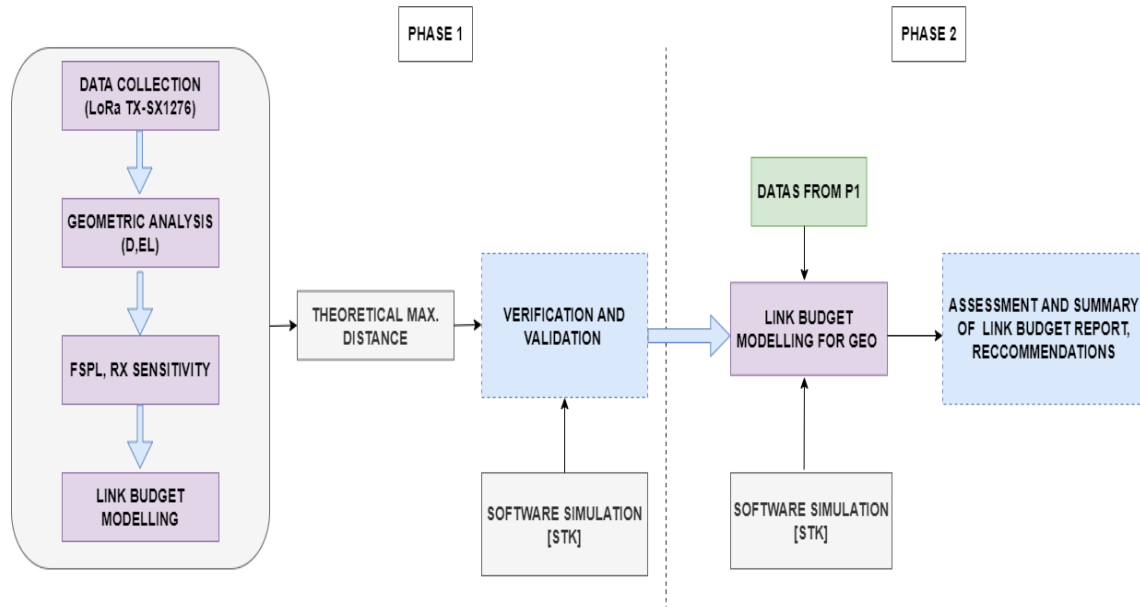 PHASE 1
PHASE 2
DATA COLLECTION
(LoRa TX-SX1276)
GEOMETRIC ANALYSIS
(D,EL)
FSPL, RX SENSITIVITY
LINK BUDGET
MODELLING
THEORETICAL MAX.
DISTANCE
VERIFICATION AND
VALIDATION
SOFTWARE SIMULATION
[STK]
DATAS FROM P1
LINK BUDGET
MODELLING FOR GEO
SOFTWARE SIMULATION
[STK]
ASSESSMENT AND SUMMARY
OF LINK BUDGET REPORT,
RECCOMMENDATIONS